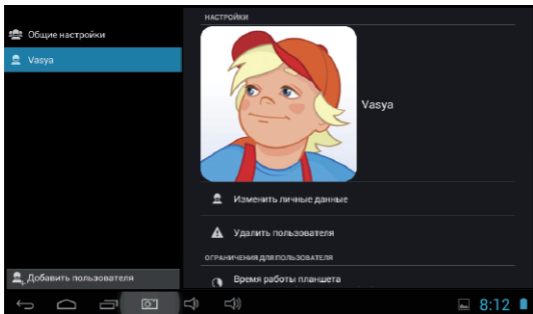 НАСТРОЙКИ
Общие настройки
Vasya
Vasya
Изменить личные данные
Удалить пользователя
ОГРАНИЧЕНИЯ ДЛЯ ПОЛЬЗОВАТЕЛЯ
Добавить пользователя
Время работы планшета
8:12